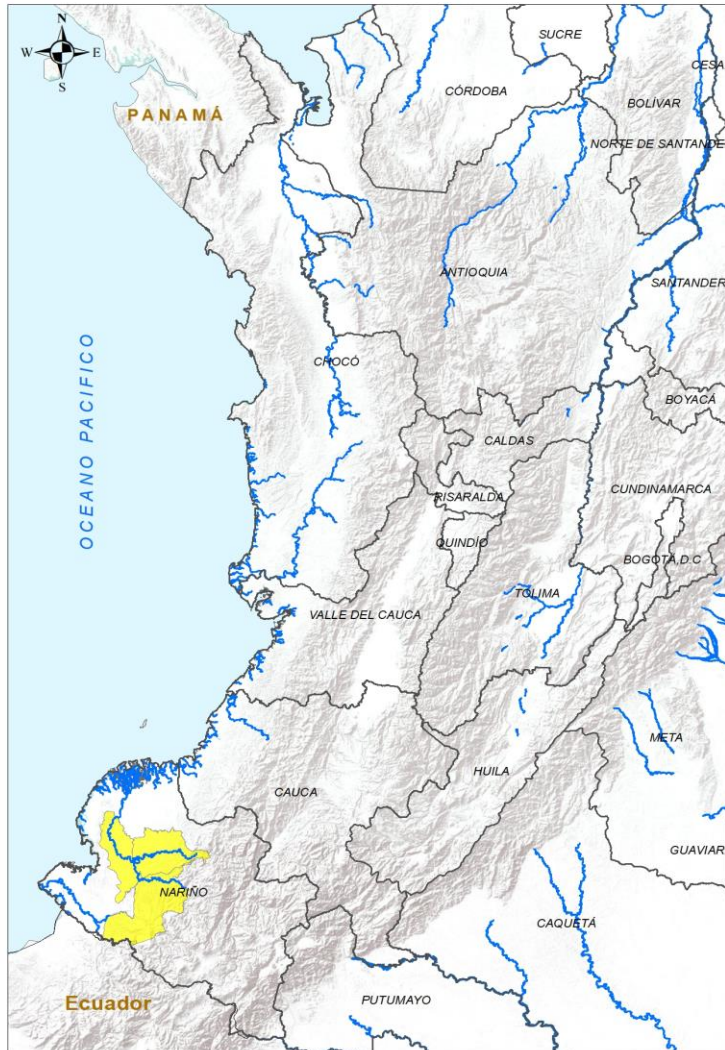 N
W E
S
PANAMÁ
SUCRE
CÓRDOBA
CESA
BOLÍVAR
NORTE DE SANTANDE
ANTIOQUIA
SANTANDER
OCEANO PACIFICO
CHOCÓ
BOYACÁ
CALDAS
RISARALDA
CUNDINAMARCA
QUINDÍO
BOGOTÁ, D.C
TOLIMA
VALLE DEL CAUCA
META
HUILA
CAUCA
GUAVIAR
NARIÑO
CAQUETÁ
PUTUMAYO
Ecuador